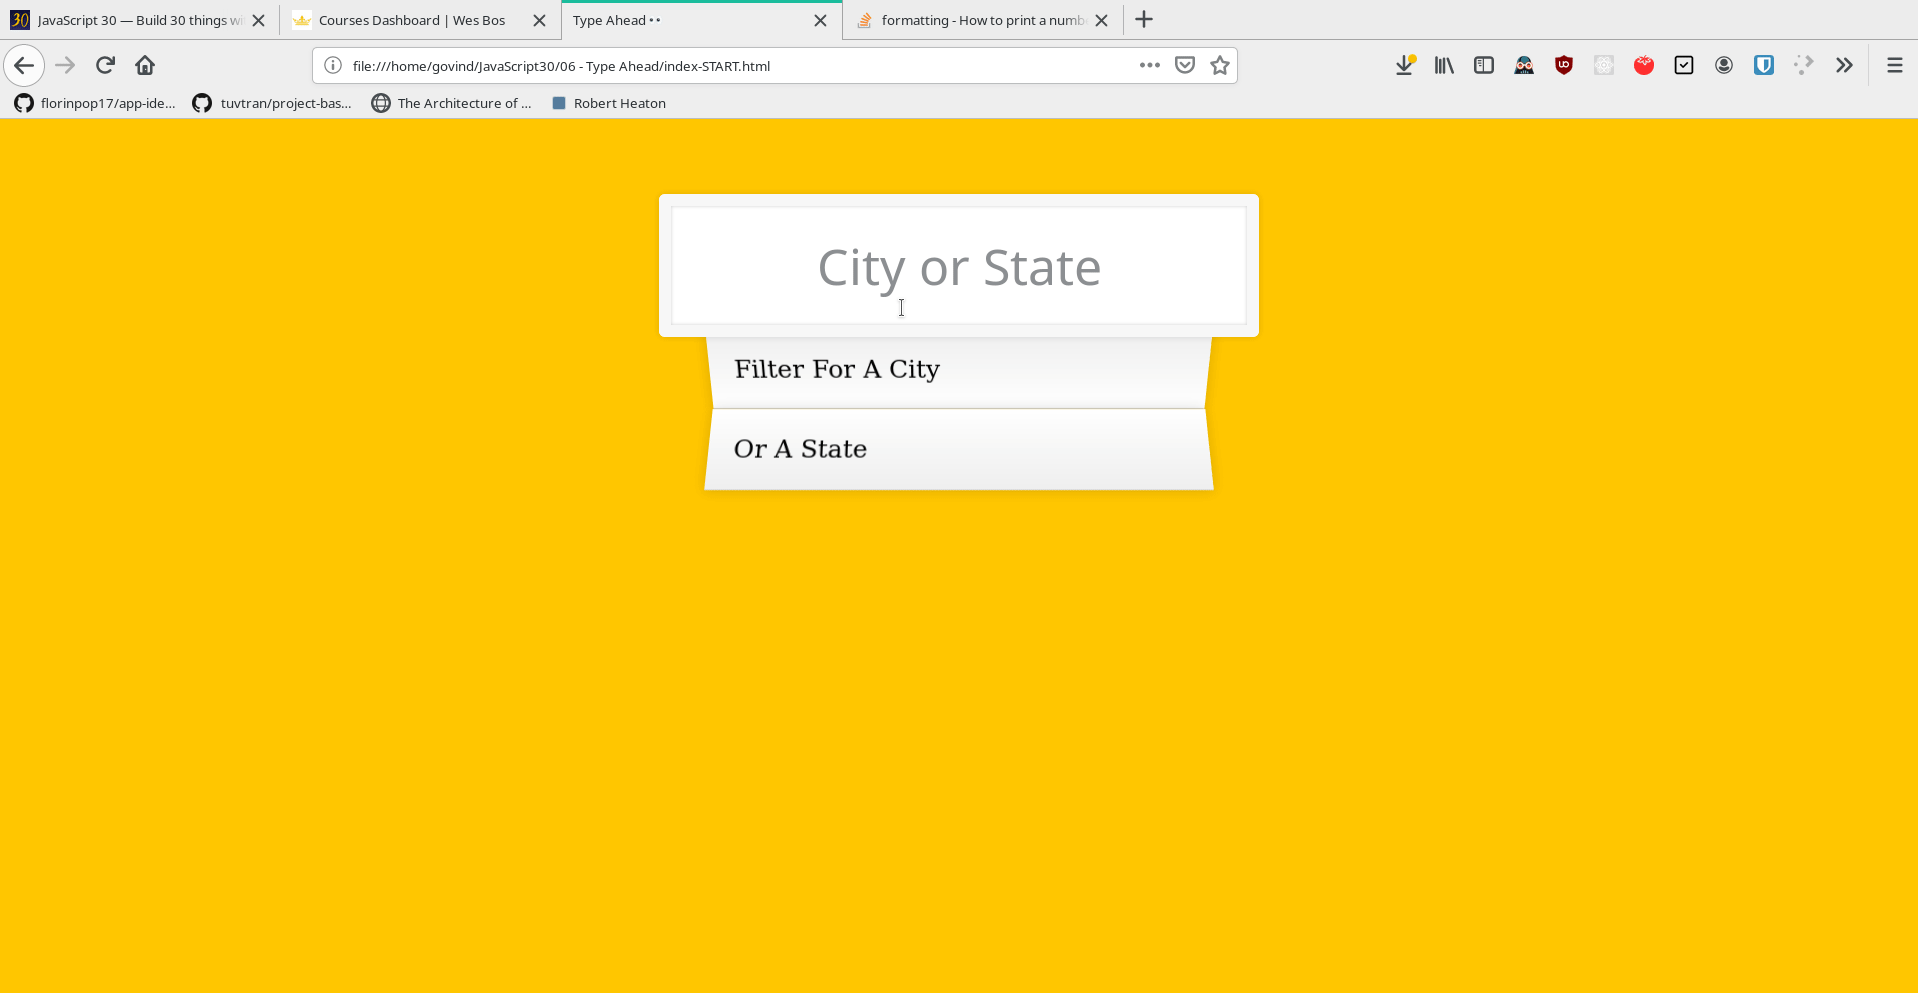 30 JavaScript 30 — Build 30 things wi
Courses Dashboard | Wes Bos
Type Ahead
formatting - How to print a numbe
file:///home/govind/JavaScript30/06 - Type Ahead/index-START.html
florinpop17/app-ide...
tuvtran/project-bas...
The Architecture of ...
Robert Heaton
City or State
Filter For A City
Or A State